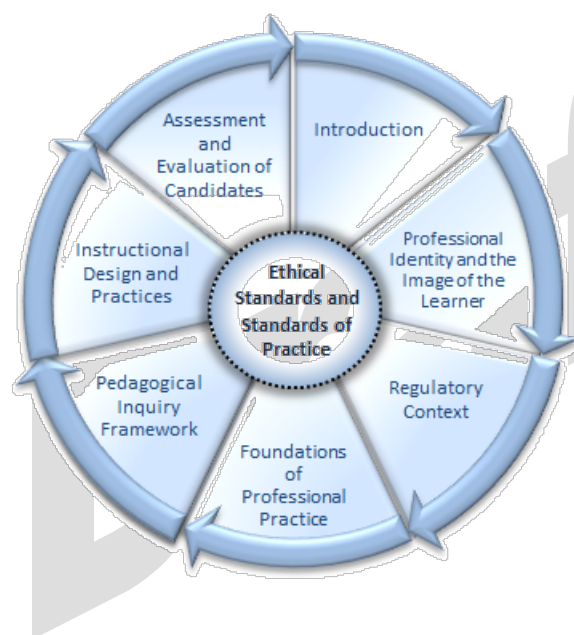 Introduction
Professional
Identity and the
Image of the
Learner
Regulatory
Context
Foundations
of
Professional
Practice
Pedagogical
Inquiry
Framework
Instructional
Design and
Practices
Assessment
and
Evaluation of
Candidates
Ethical
Standards and
Standards of
Practice